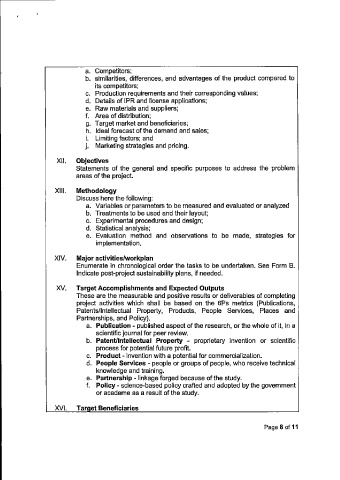 a. Competitors;
b. similarities, differences, and advantages of the product compared to
its competitors;
c. Production requirements and their corresponding values;
d. Details of IPR and license applications;
e. Raw materials and suppliers;
f. Area of distribution;
g. Target market and beneficiaries;
h. Ideal forecast of the demand and sales;
i. Limiting factors; and
j. Marketing strategies and pricing.
XII. Objectives
Statements of the general and specific purposes to address the problem
areas of the project.
XIII. Methodology
Discuss here the following:
a. Variables or parameters to be measured and evaluated or analyzed
b. Treatments to be used and their layout;
c. Experimental procedures and design;
d. Statistical analysis;
e. Evaluation method and observations to be made, strategies for
implementation,
XIV. Major activities/workplan
Enumerate in chronological order the tasks to be undertaken. See Form B.
Indicate post-project sustainability plans, if needed.
XV. Target Accomplishments and Expected Outputs
These are the measurable and positive results or deliverables of completing
project activities which shall be based on the 6Ps metrics (Publications,
Patents/Intellectual Property, Products, People Services, Places and
Partnerships, and Policy).
a. Publication - published aspect of the research, or the whole of it, in a
scientific journal for peer review.
b. Patent/Intellectual Property - proprietary invention or scientific
process for potential future profit.
c. Product - invention with a potential for commercialization.
d. People Services - people or groups of people, who receive technical
knowledge and training.
e. Partnership - linkage forged because of the study.
f. Policy - science-based policy crafted and adopted by the government
or academe as a result of the study.
XVI. Target Beneficiaries
Page 8 of 11